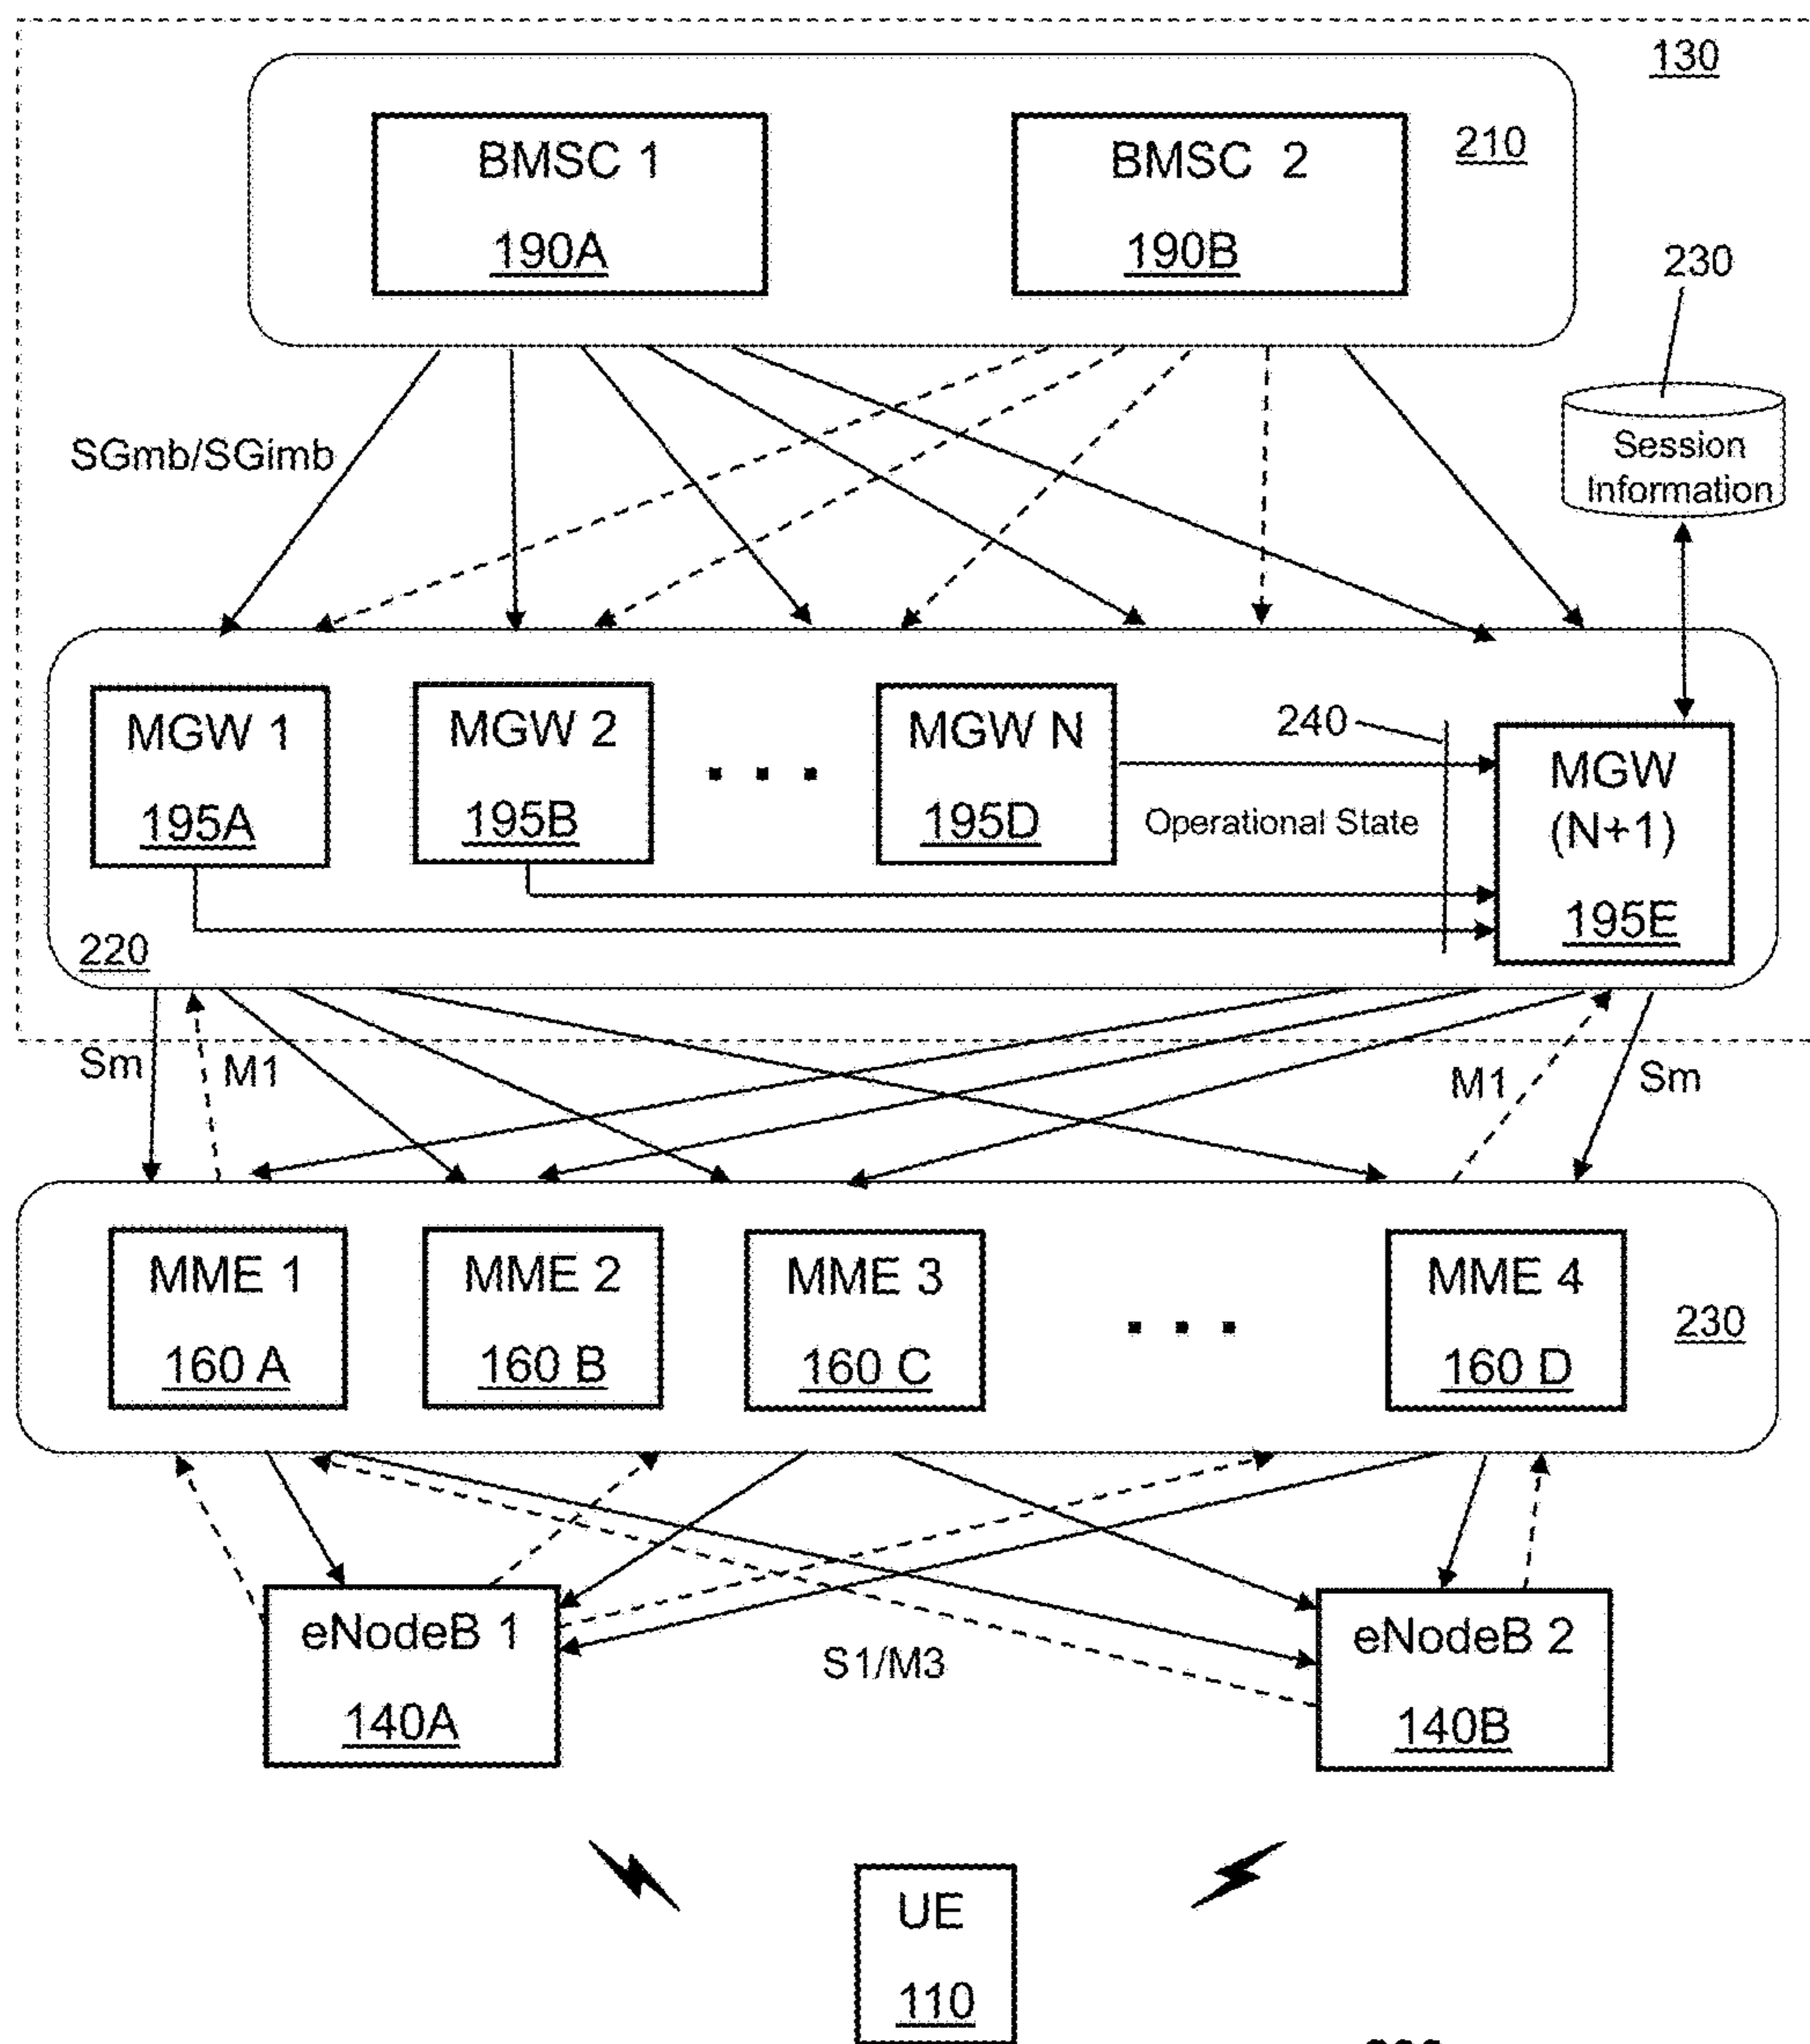 130
BMSC 1
190A
BMSC 2
190B
210
230
Session
Information
SGmb/SGimb
MGW 1
195A
MGW 2
195B
MGW N
195D
240
Operational State
MGW
(N+1)
195E
220
Sm
M1
M1
Sm
MME 1
160 A
MME 2
160 B
MME 3
160 C
MME 4
160 D
230
eNodeB 1
140A
S1/M3
eNodeB 2
140B
UE
110